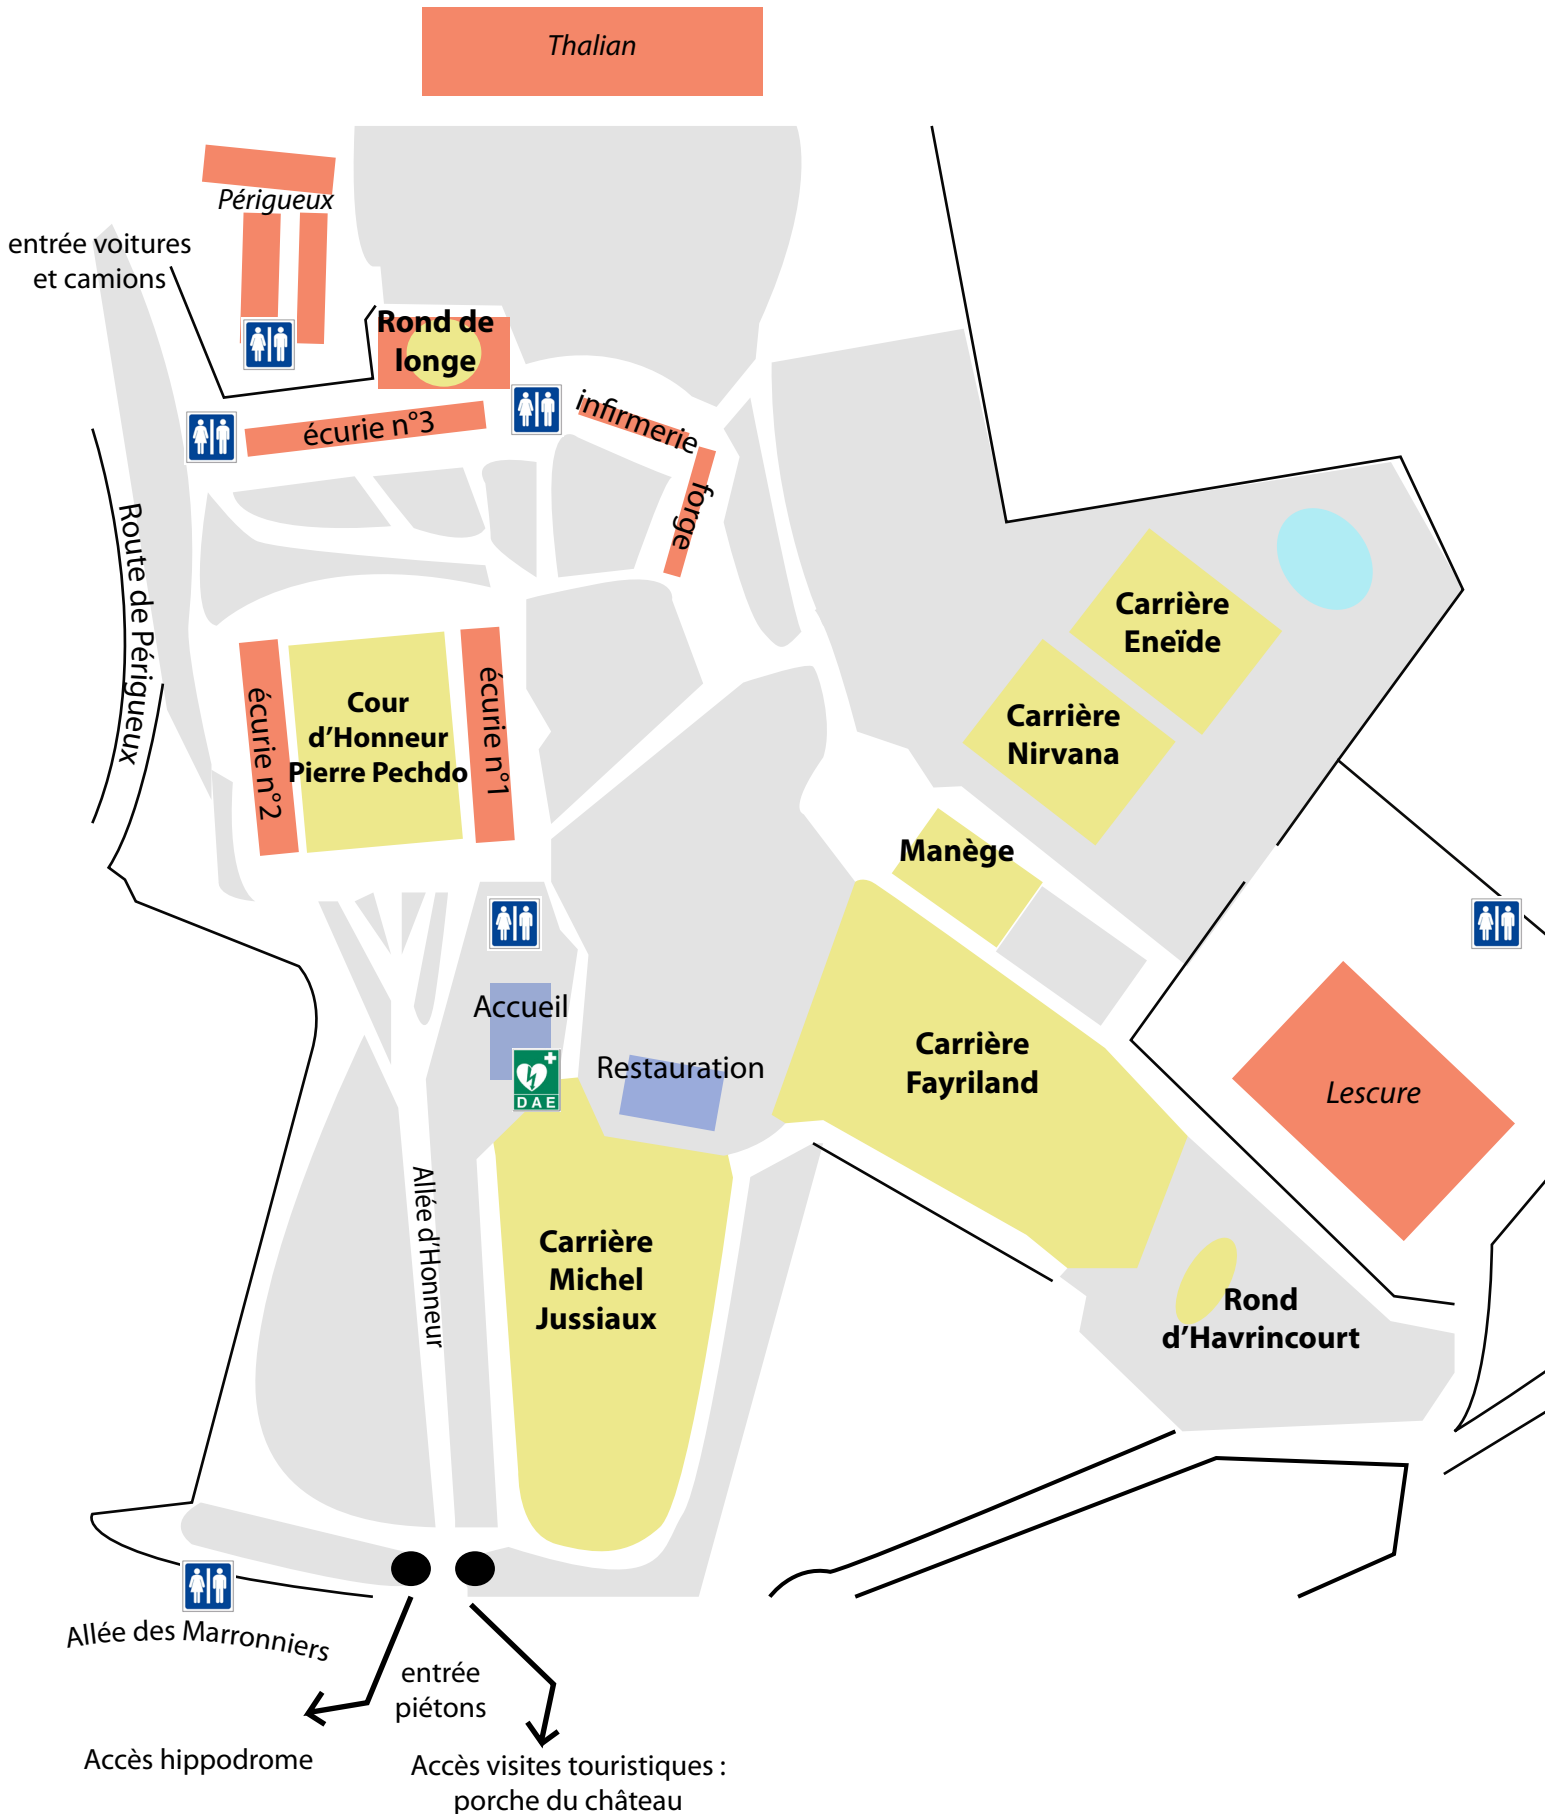 Thalian
Périgueux
entrée voitures
et camions
Rond de
longe
écurie n°3
infirmerie
forge
Route de Périgueux
Carrière
Eneïde
Carrière
Nirvana
écurie n°2
Cour
d'Honneur
Pierre Pechdo
écurie n°1
Manège
Accueil
DAE
Restauration
Carrière
Fayriland
Lescure
Allée d'Honneur
Carrière
Michel
Jussiaux
Rond
d'Havrincourt
Allée des Marronniers
entrée
piétons
Accès hippodrome
Accès visites touristiques :
porche du château